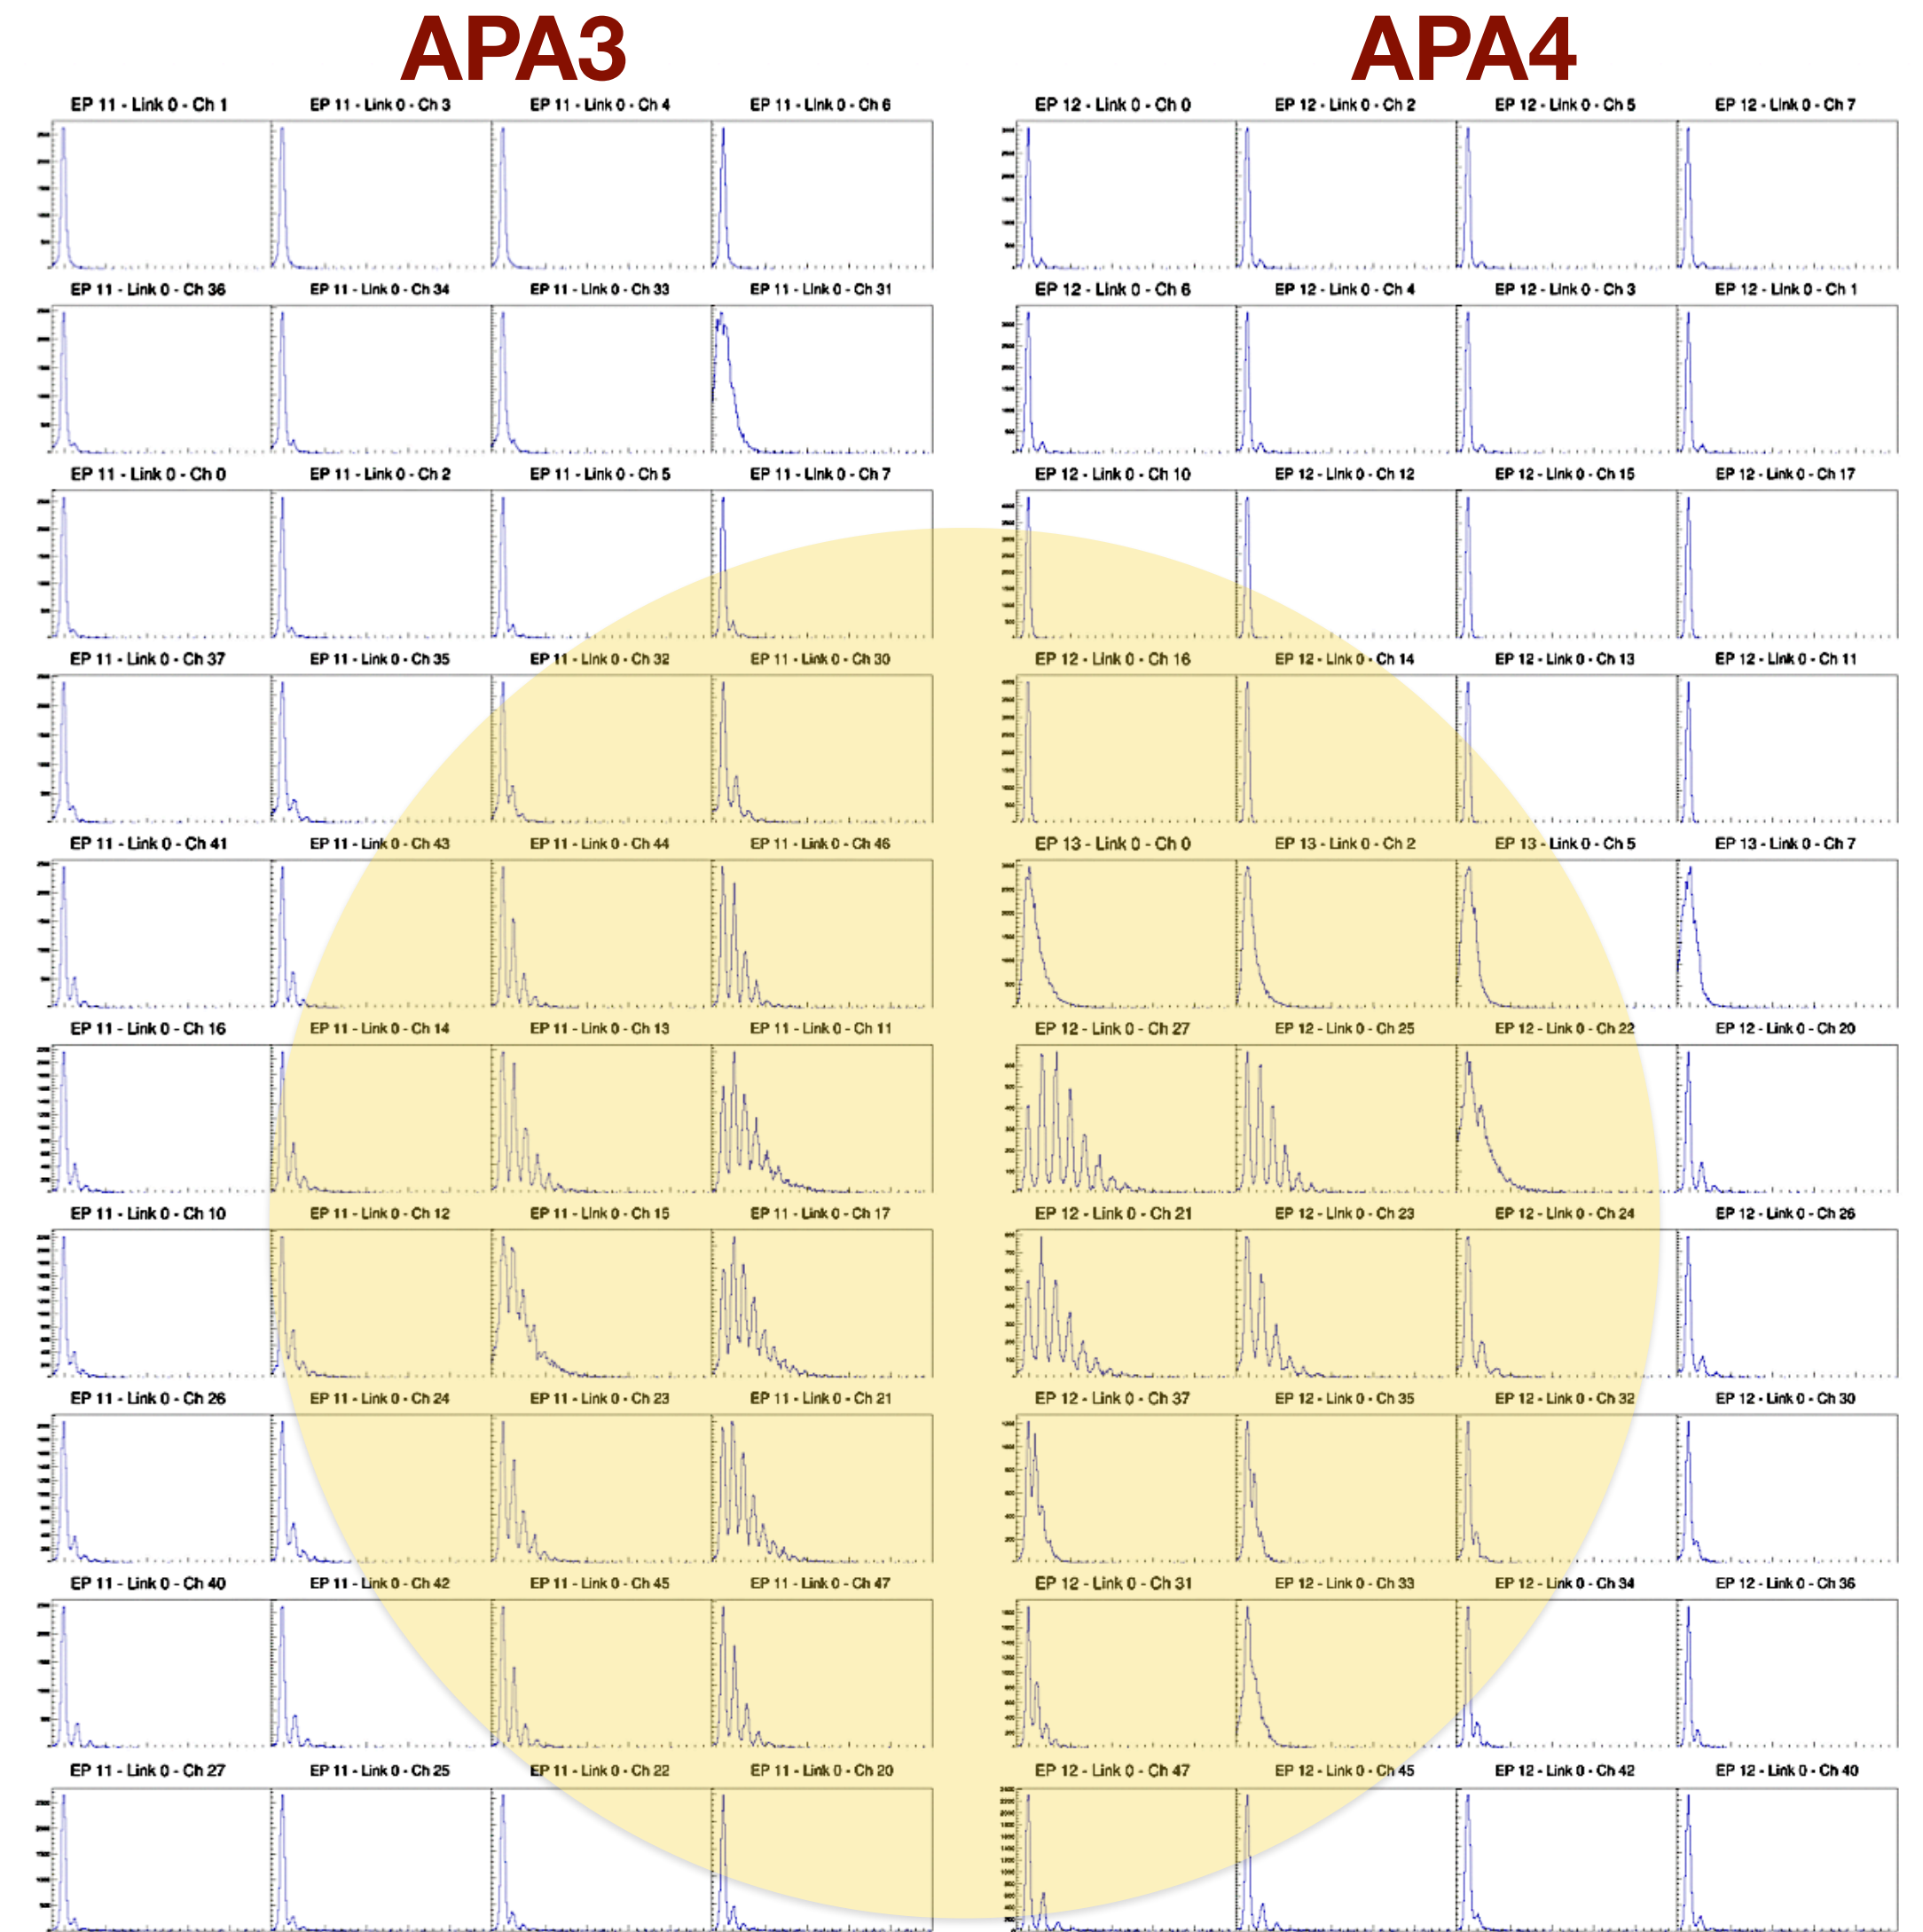 APA3 APA4
EP 11 - Link 0 - Ch 1 EP 11 - Link 0 - Ch 3 EP 11 - Link 0 - Ch 4 EP 11 - Link 0 - Ch 6 EP 12 - Link 0 - Ch 0 EP 12 - Link 0 - Ch 2 EP 12 - Link 0 - Ch 5 EP 12 - Link 0 - Ch 7
EP 11 - Link 0 - Ch 36 EP 11 - Link 0 - Ch 34 EP 11 - Link 0 - Ch 33 EP 11 - Link 0 - Ch 31 EP 12 - Link 0 - Ch 6 EP 12 - Link 0 - Ch 4 EP 12 - Link 0 - Ch 3 EP 12 - Link 0 - Ch 1
EP 11 - Link 0 - Ch 0 EP 11 - Link 0 - Ch 2 EP 11 - Link 0 - Ch 5 EP 11 - Link 0 - Ch 7 EP 12 - Link 0 - Ch 10 EP 12 - Link 0 - Ch 12 EP 12 - Link 0 - Ch 15 EP 12 - Link 0 - Ch 17
EP 11 - Link 0 - Ch 37 EP 11 - Link 0 - Ch 35 EP 11 - Link 0 - Ch 32 EP 11 - Link 0 - Ch 30 EP 12 - Link 0 - Ch 16 EP 12 - Link 0 - Ch 14 EP 12 - Link 0 - Ch 13 EP 12 - Link 0 - Ch 11
EP 11 - Link 0 - Ch 41 EP 11 - Link 0 - Ch 43 EP 11 - Link 0 - Ch 44 EP 11 - Link 0 - Ch 46 EP 13 - Link 0 - Ch 0 EP 13 - Link 0 - Ch 2 EP 13 - Link 0 - Ch 5 EP 13 - Link 0 - Ch 7
EP 11 - Link 0 - Ch 16 EP 11 - Link 0 - Ch 14 EP 11 - Link 0 - Ch 13 EP 11 - Link 0 - Ch 11 EP 12 - Link 0 - Ch 27 EP 12 - Link 0 - Ch 25 EP 12 - Link 0 - Ch 22 EP 12 - Link 0 - Ch 20
EP 11 - Link 0 - Ch 10 EP 11 - Link 0 - Ch 12 EP 11 - Link 0 - Ch 15 EP 11 - Link 0 - Ch 17 EP 12 - Link 0 - Ch 21 EP 12 - Link 0 - Ch 23 EP 12 - Link 0 - Ch 24 EP 12 - Link 0 - Ch 26
EP 11 - Link 0 - Ch 26 EP 11 - Link 0 - Ch 24 EP 11 - Link 0 - Ch 23 EP 11 - Link 0 - Ch 21 EP 12 - Link 0 - Ch 37 EP 12 - Link 0 - Ch 35 EP 12 - Link 0 - Ch 32 EP 12 - Link 0 - Ch 30
EP 11 - Link 0 - Ch 40 EP 11 - Link 0 - Ch 42 EP 11 - Link 0 - Ch 45 EP 11 - Link 0 - Ch 47 EP 12 - Link 0 - Ch 31 EP 12 - Link 0 - Ch 33 EP 12 - Link 0 - Ch 34 EP 12 - Link 0 - Ch 36
EP 11 - Link 0 - Ch 27 EP 11 - Link 0 - Ch 25 EP 11 - Link 0 - Ch 22 EP 11 - Link 0 - Ch 20 EP 12 - Link 0 - Ch 47 EP 12 - Link 0 - Ch 45 EP 12 - Link 0 - Ch 42 EP 12 - Link 0 - Ch 40